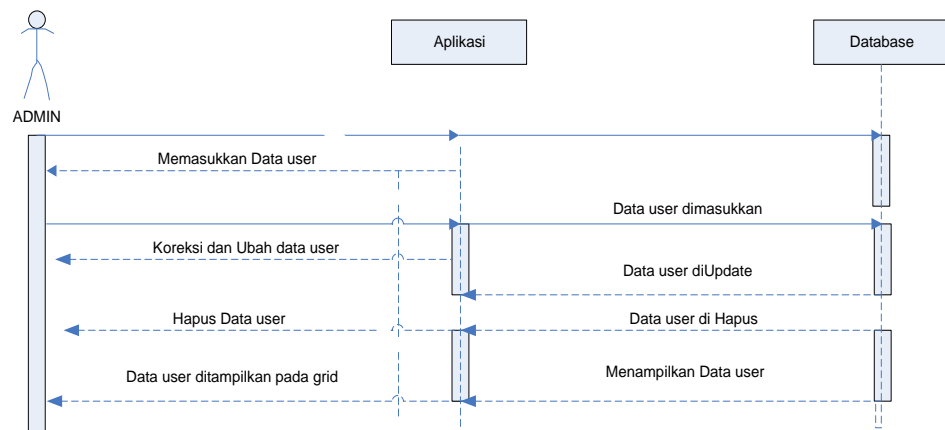 Aplikasi
Database
ADMIN
Memasukkan Data user
Data user dimasukkan
Koreksi dan Ubah data user
Data user diUpdate
Hapus Data user
Data user di Hapus
Menampilkan Data user
Data user ditampilkan pada grid